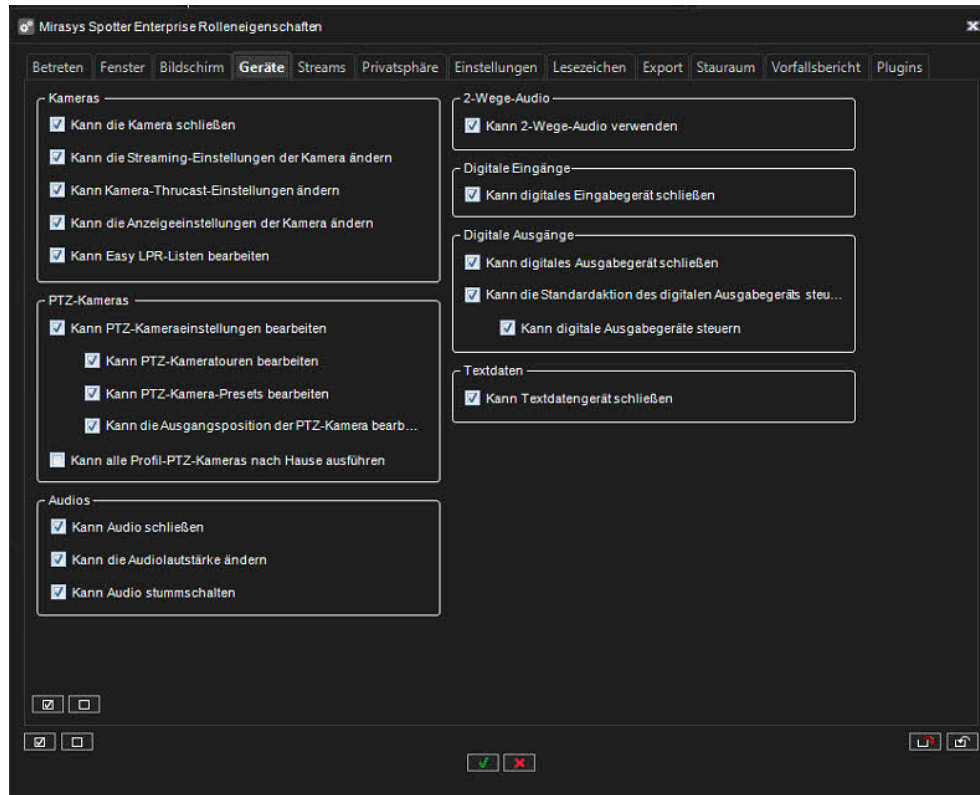 Mirasys Spotter Enterprise Rolleneigenschaften
Betreten Fenster Bildschirm Geräte Streams Privatsphäre Einstellungen Lesezeichen Export Stauraum Vorfallsbericht Plugins
Kameras
Kann die Kamera schließen
Kann die Streaming-Einstellungen der Kamera ändern
Kann Kamera-Thrucast-Einstellungen ändern
Kann die Anzeigeeinstellungen der Kamera ändern
Kann Easy LPR-Listen bearbeiten
PTZ-Kameras
Kann PTZ-Kameraeinstellungen bearbeiten
Kann PTZ-Kameratouren bearbeiten
Kann PTZ-Kamera-Presets bearbeiten
Kann die Ausgangsposition der PTZ-Kamera bearb...
Kann alle Profil-PTZ-Kameras nach Hause ausführen
Audios
Kann Audio schließen
Kann die Audiolautstärke ändern
Kann Audio stummschalten
2-Wege-Audio
Kann 2-Wege-Audio verwenden
Digitale Eingänge
Kann digitales Eingabegerät schließen
Digitale Ausgänge
Kann digitales Ausgabegerät schließen
Kann die Standardaktion des digitalen Ausgabegeräts steu...
Kann digitale Ausgabegeräte steuern
Textdaten
Kann Textdatengerät schließen